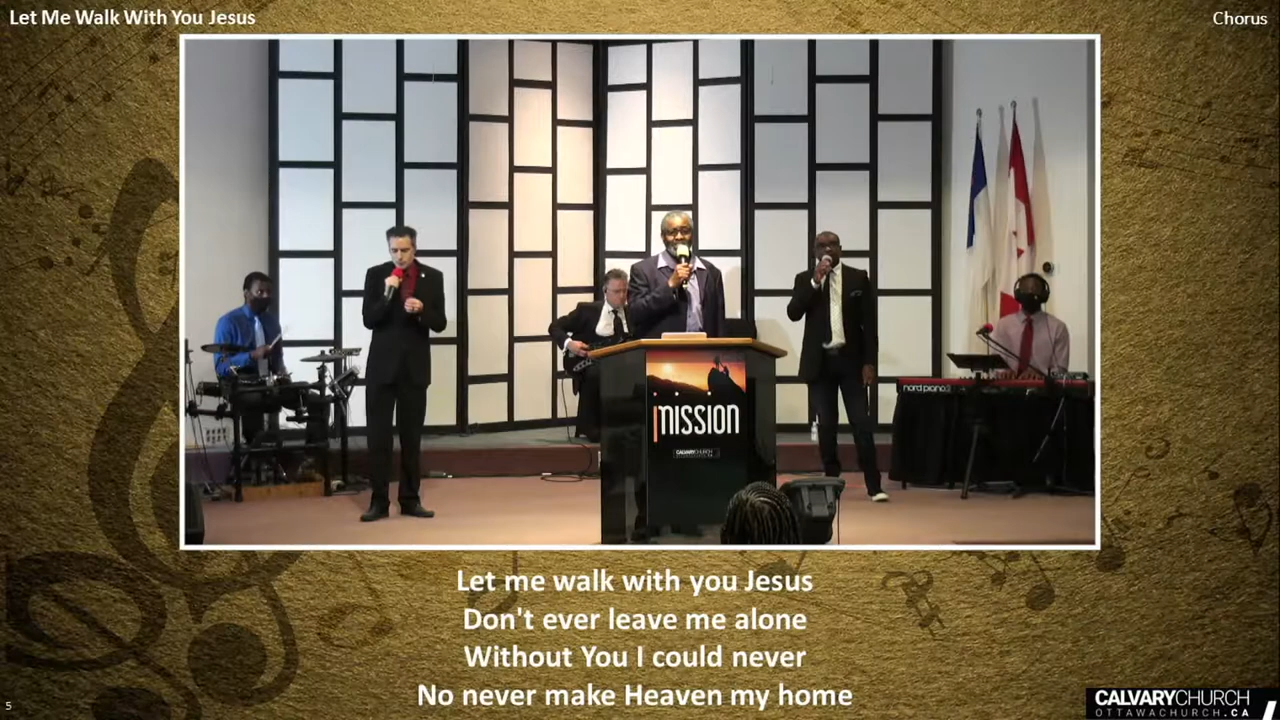 Let Me Walk With You Jesus
Chorus
nord piano
MISSION
CALVARYCHURCH
Let me walk with you Jesus
Don't ever leave me alone
Without You I could never
No never make Heaven my home
5
CALVARYCHURCH
OTTAWACHURCH.CA